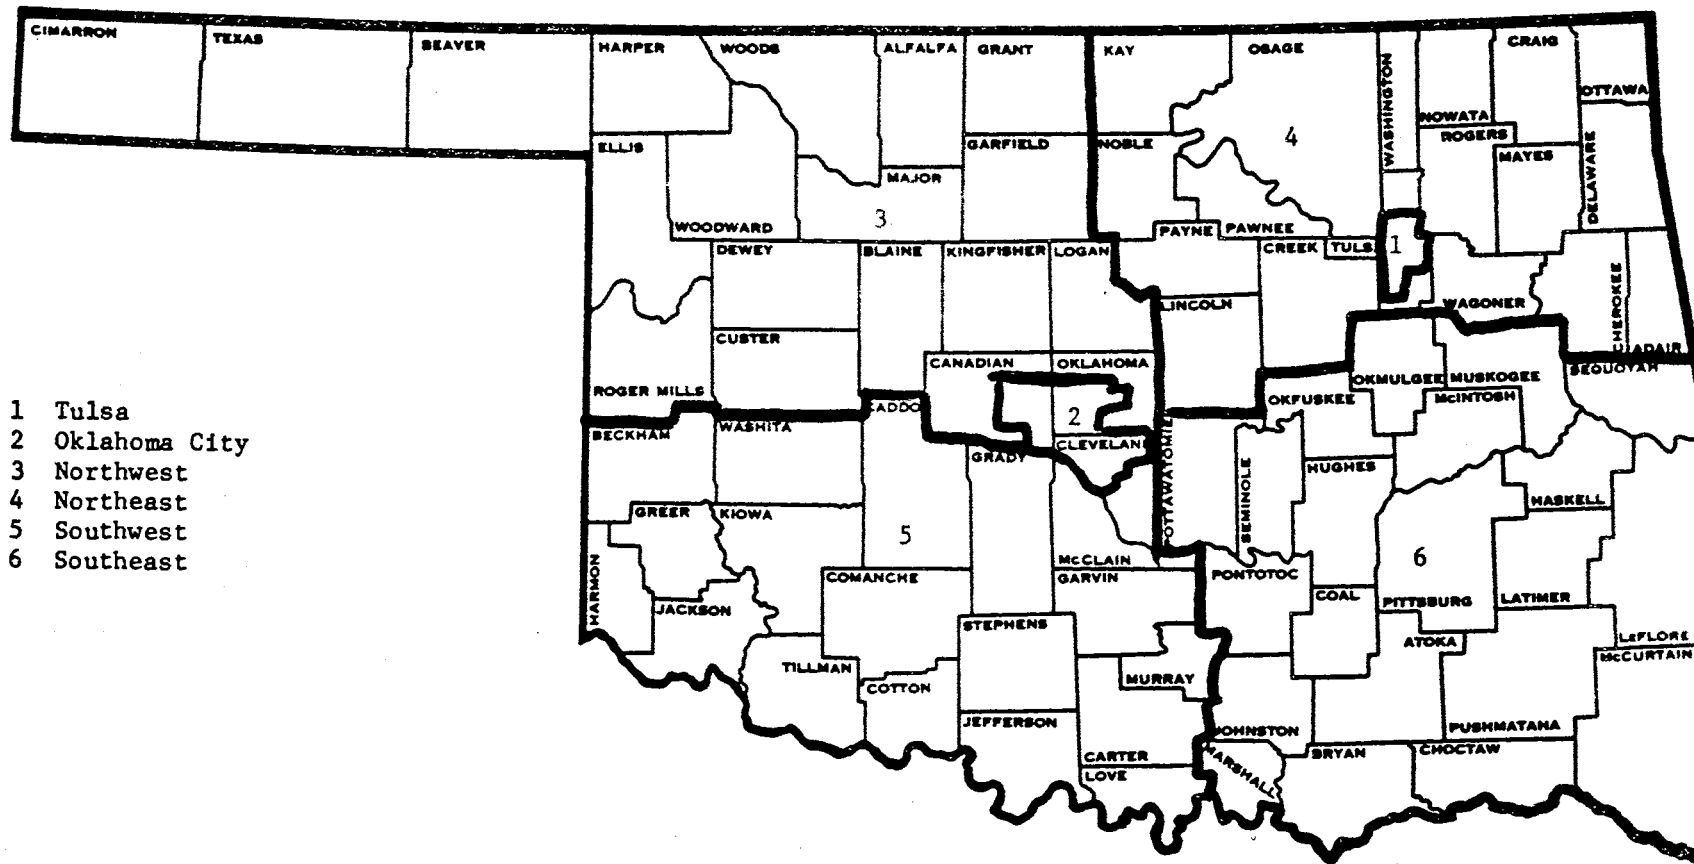 CIMARRON
TEXAS
BEAVER
HARPER
WOODS
ALFALFA
GRANT
KAY
OSAGE
WASHINGTON
NOWATA
CRAIG
OTTAWA
ELLIS
WOODWARD
MAJOR
GARFIELD
NOBLE
4
ROGERS
MAYES
DELAWARE
3
DEWEY
BLAINE
KINGFISHER
LOGAN
PAYNE
PAWNEE
CREEK
TULS
1
CUSTER
LINCOLN
WAGONER
CHEROKEE
ADAIR
ROGER MILLS
CANADIAN
OKLAHOMA
OKMULGEE
MUSKOGEE
SEQUOYAH
BECKHAM
WASHITA
CADDO
GRADY
2
CLEVELAND
POTTAWATOMIE
SEMINOLE
OKFUSKEE
McINTOSH
HUGHES
HASKELL
1 Tulsa
2 Oklahoma City
3 Northwest
4 Northeast
5 Southwest
6 Southeast
GREER
KIOWA
5
McCLAIN
6
HARMON
JACKSON
COMANCHE
GARVIN
PONTOTOC
COAL
PITTSBURG
LATIMER
STEPHENS
ATOKA
LeFLORE
McCURTAIN
TILLMAN
COTTON
MURRAY
JEFFERSON
JOHNSTON
PUSHMATAHA
CARTER
LOVE
MARSHALL
BRYAN
CHOCTAW